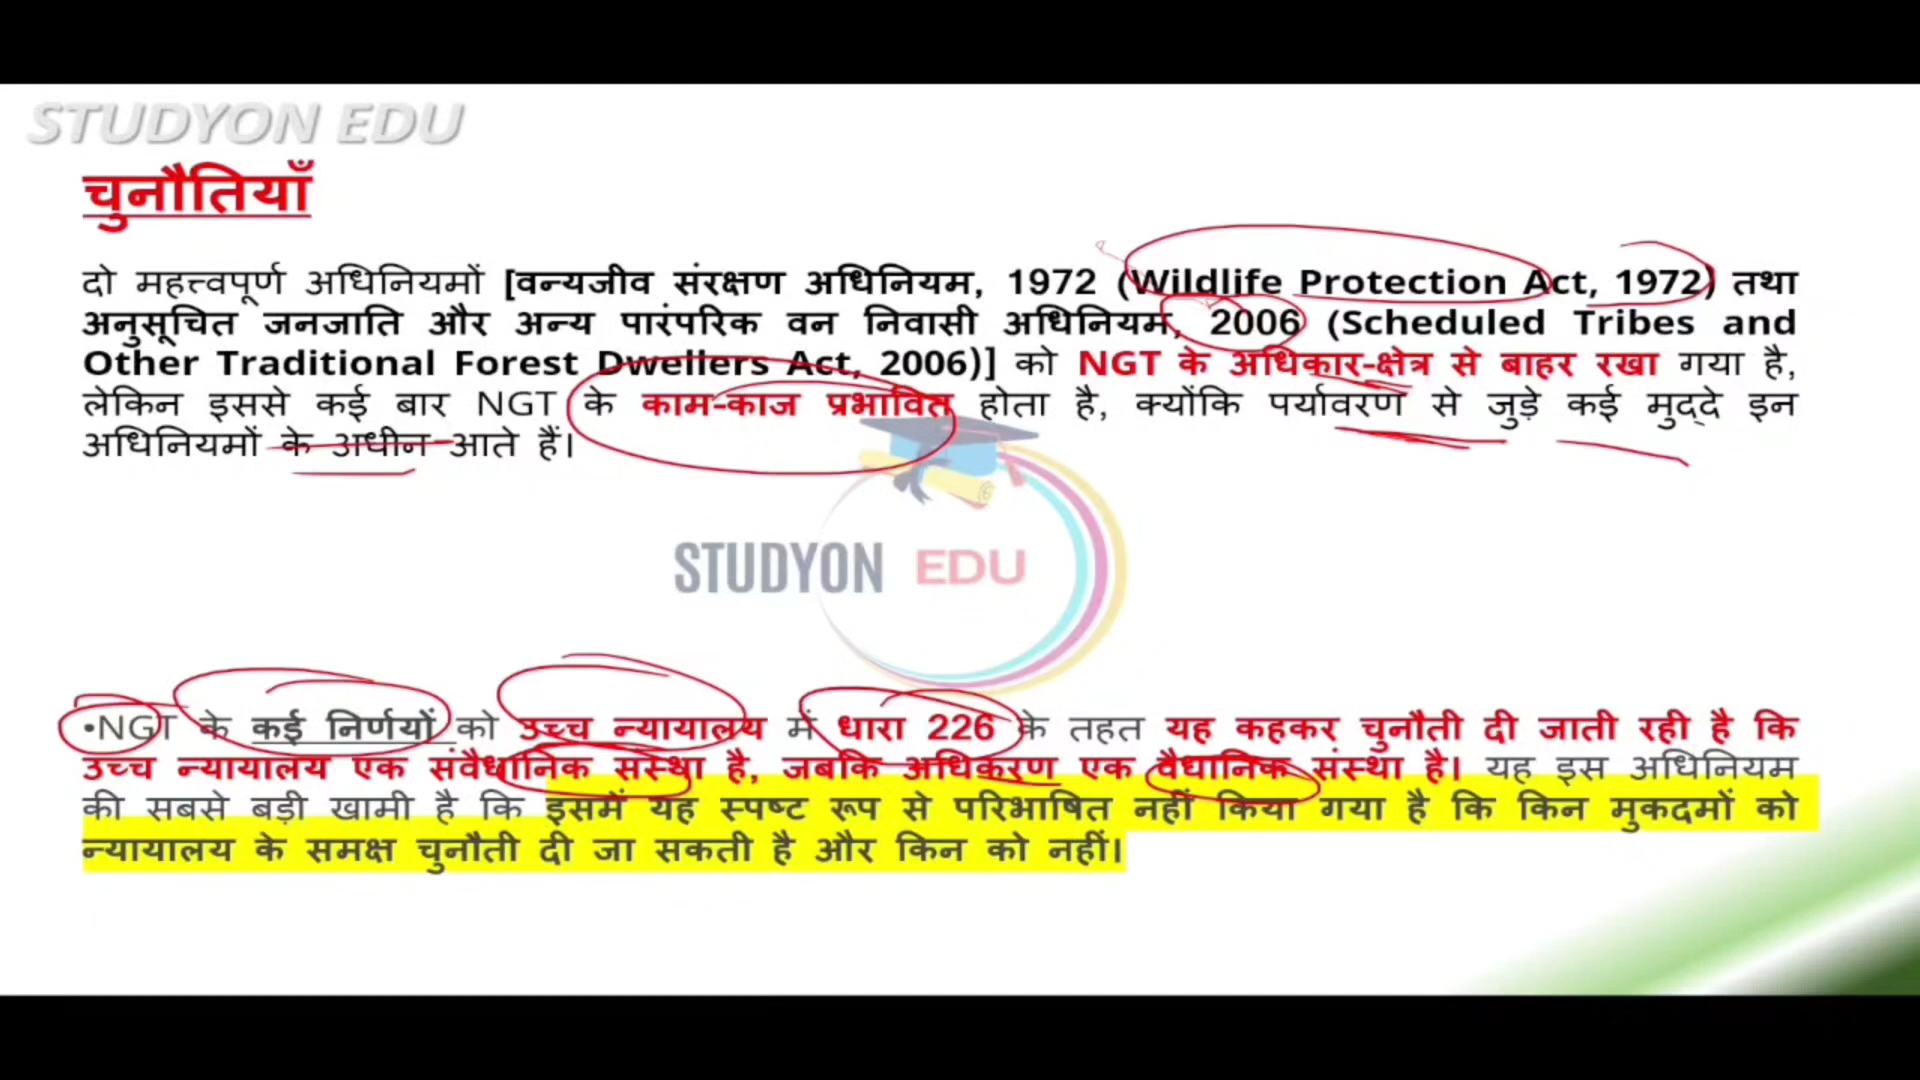 STUDYON EDU
चुनौतियाँ
दो महत्त्वपूर्ण अधिनियमों [वन्यजीव संरक्षण अधिनियम, 1972 (Wildlife Protection Act, 1972) तथा
अनुसूचित जनजाति और अन्य पारंपरिक वन निवासी अधिनियम, 2006 (Scheduled Tribes and
Other Traditional Forest Dwellers Act, 2006)] को NGT के अधिकार-क्षेत्र से बाहर रखा गया है,
लेकिन इससे कई बार NGT के काम-काज प्रभावित होता है, क्योंकि पर्यावरण से जुड़े कई मुद्दे इन
अधिनियमों के अधीन आते हैं।
STUDYON EDU
•NGT के कई निर्णयों को उच्च न्यायालय में धारा 226 के तहत यह कहकर चुनौती दी जाती रही है कि
उच्च न्यायालय एक संवैधानिक संस्था है, जबकि अधिकरण एक वैधानिक संस्था है। यह इस अधिनियम
की सबसे बड़ी खामी है कि इसमें यह स्पष्ट रूप से परिभाषित नहीं किया गया है कि किन मुकदमों को
न्यायालय के समक्ष चुनौती दी जा सकती है और किन को नहीं।